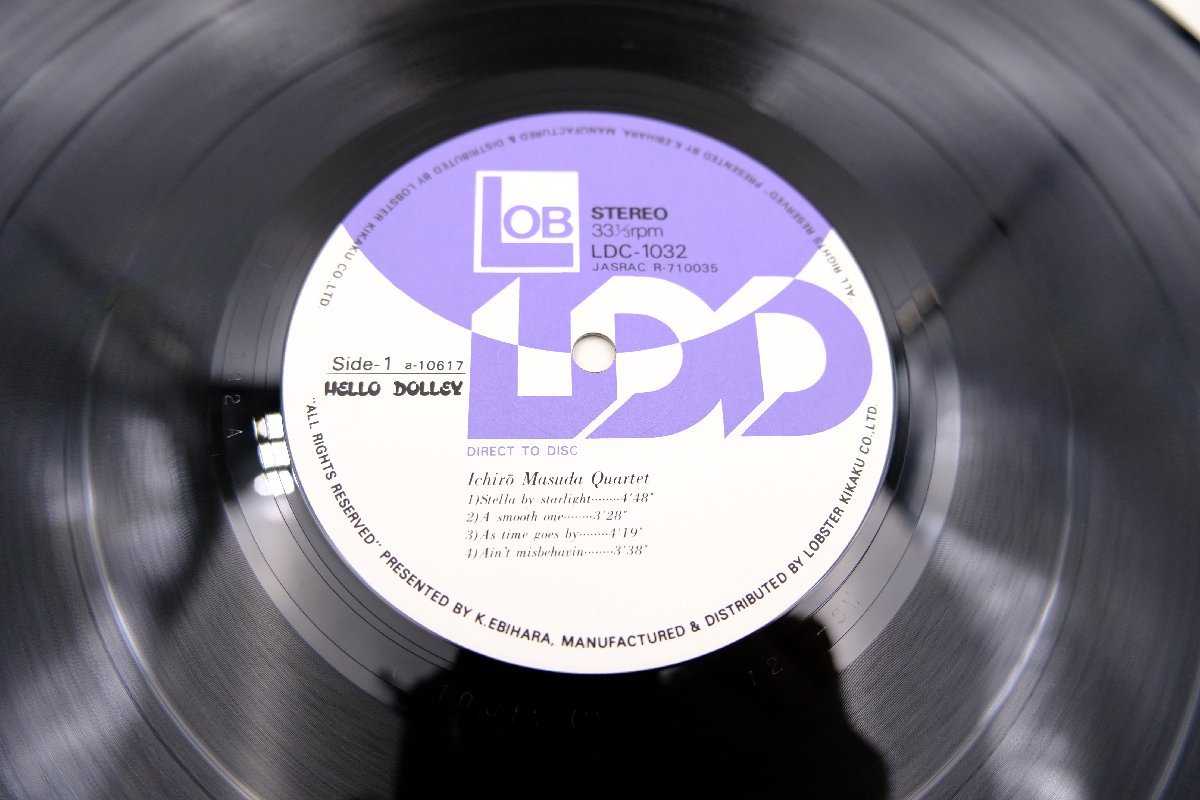 "ALL RIGHTS RESERVED" PRESENTED BY K.EBIHARA, MANUFACTURED & DISTRIBUTED BY LOBSTER KIKAKU CO.,LTD.
LOB
STEREO
33⅓rpm
LDC-1032
JASRAC R-710035
LDD
Side-1 a-10617
HELLO DOLLEY
DIRECT TO DISC
Ichirō Masuda Quartet
1)Stella by starlight········4'48"
2)A smooth one········3'28"
3)As time goes by········4'19"
4)Ain't misbehavin········3'38"
"ALL RIGHTS RESERVED" PRESENTED BY K.EBIHARA, MANUFACTURED & DISTRIBUTED BY LOBSTER KIKAKU CO.,LTD.